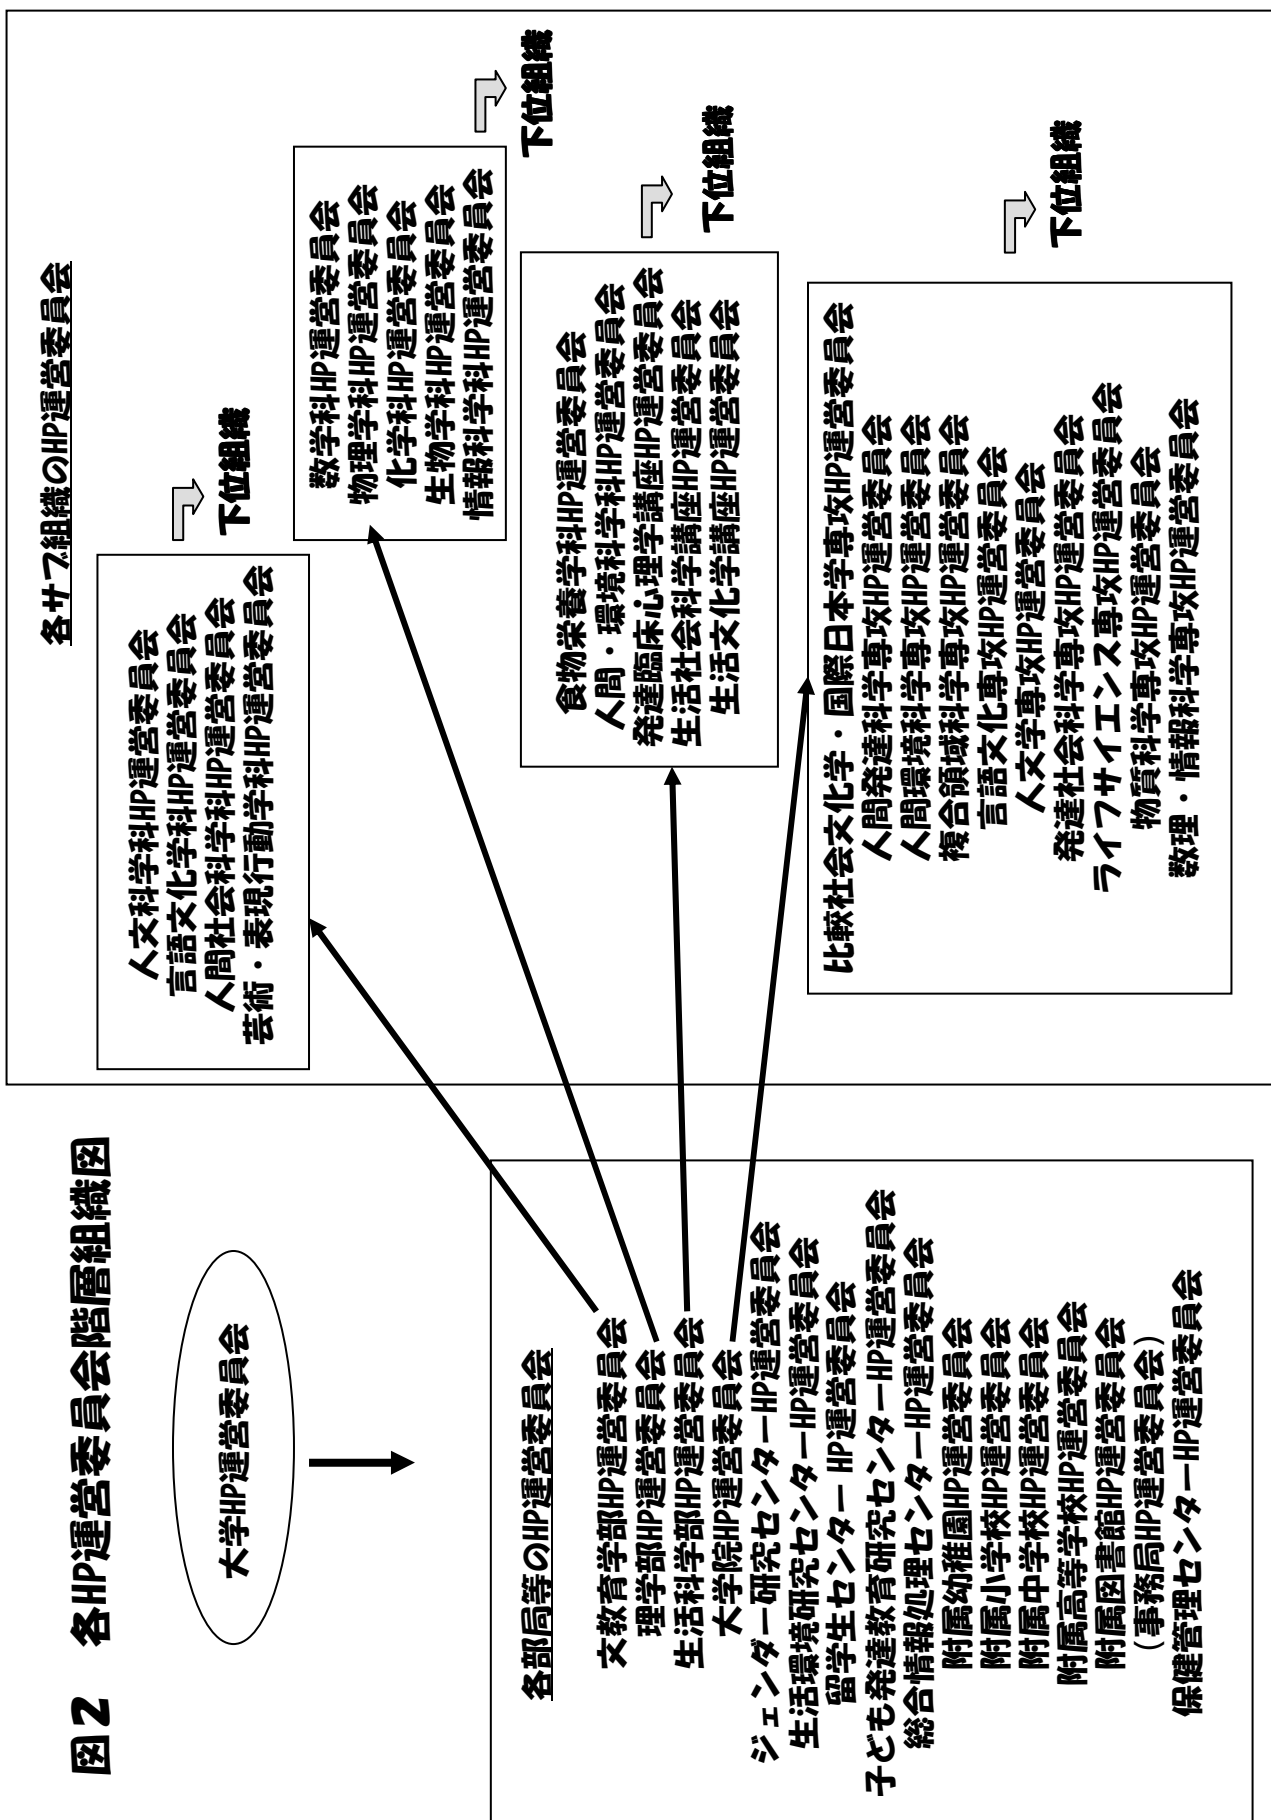 図２　各HP運営委員会階層組織図
大学HP運営委員会
各部局等のHP運営委員会
文教育学部HP運営委員会
理学部HP運営委員会
生活科学部HP運営委員会
大学院HP運営委員会
ジェンダー研究センターHP運営委員会
生活環境研究センターHP運営委員会
留学生センター HP運営委員会
子ども発達教育研究センターHP運営委員会
総合情報処理センターHP運営委員会
附属幼稚園HP運営委員会
附属小学校HP運営委員会
附属中学校HP運営委員会
附属高等学校HP運営委員会
附属図書館HP運営委員会
（事務局HP運営委員会）
保健管理センターHP運営委員会
各サブ組織のHP運営委員会
人文科学科HP運営委員会
言語文化学科HP運営委員会
人間社会科学科HP運営委員会
芸術・表現行動学科HP運営委員会
下位組織
数学科HP運営委員会
物理学科HP運営委員会
化学科HP運営委員会
生物学科HP運営委員会
情報科学科HP運営委員会
下位組織
食物栄養学科HP運営委員会
人間・環境科学科HP運営委員会
発達臨床心理学講座HP運営委員会
生活社会科学講座HP運営委員会
生活文化学講座HP運営委員会
下位組織
比較社会文化学・国際日本学専攻HP運営委員会
人間発達科学専攻HP運営委員会
人間環境科学専攻HP運営委員会
複合領域科学専攻HP運営委員会
言語文化専攻HP運営委員会
人文学専攻HP運営委員会
発達社会科学専攻HP運営委員会
ライフサイエンス専攻HP運営委員会
物質科学専攻HP運営委員会
数理・情報科学専攻HP運営委員会
下位組織